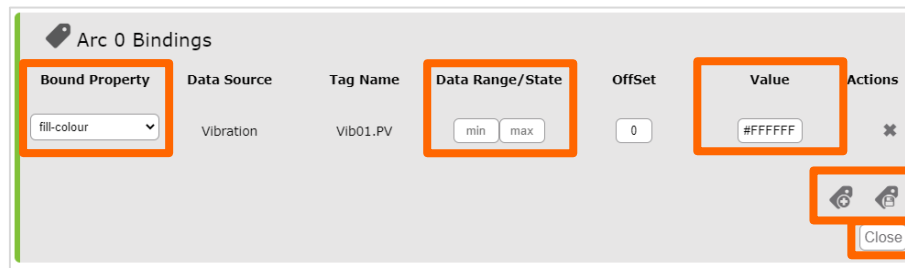 Arc 0 Bindings
Bound Property Data Source Tag Name Data Range/State OffSet Value Actions
fill-colour Vibration Vib01.PV min max 0 #FFFFFF
Close